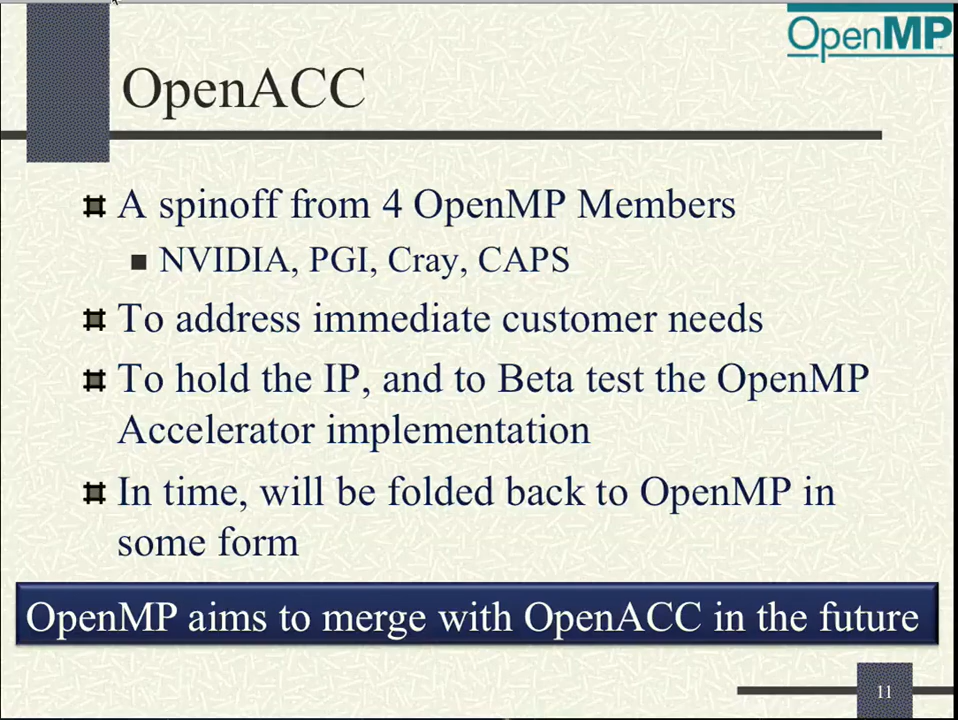 OpenMP
OpenACC
A spinoff from 4 OpenMP Members
NVIDIA, PGI, Cray, CAPS
To address immediate customer needs
To hold the IP, and to Beta test the OpenMP
Accelerator implementation
In time, will be folded back to OpenMP in
some form
OpenMP aims to merge with OpenACC in the future
11